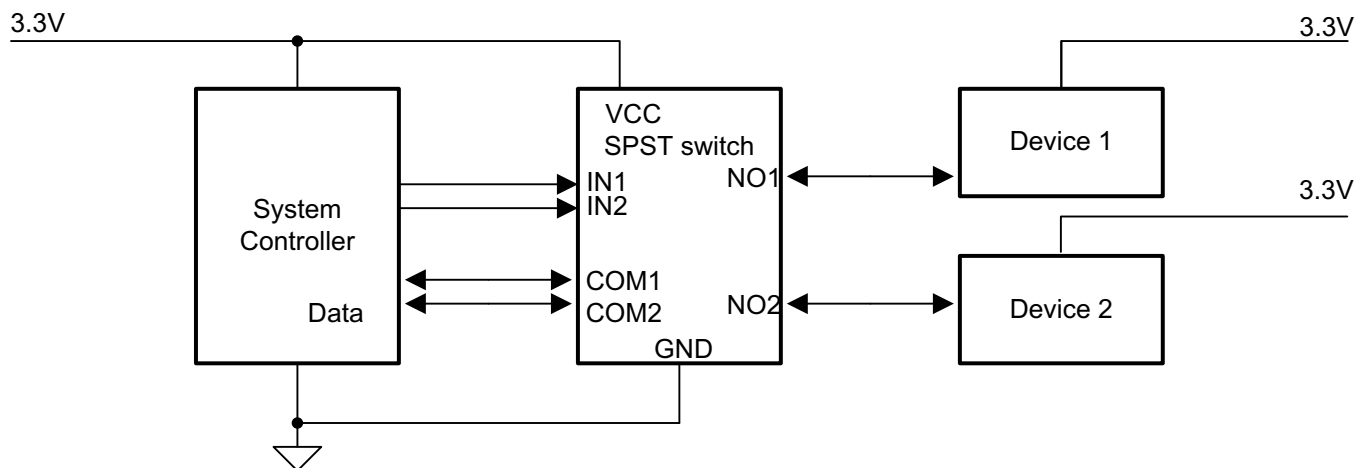 3.3V
3.3V
VCC
SPST switch
Device 1
IN1
NO1
IN2
3.3V
System
Controller
COM1
COM2
Data
NO2
Device 2
GND